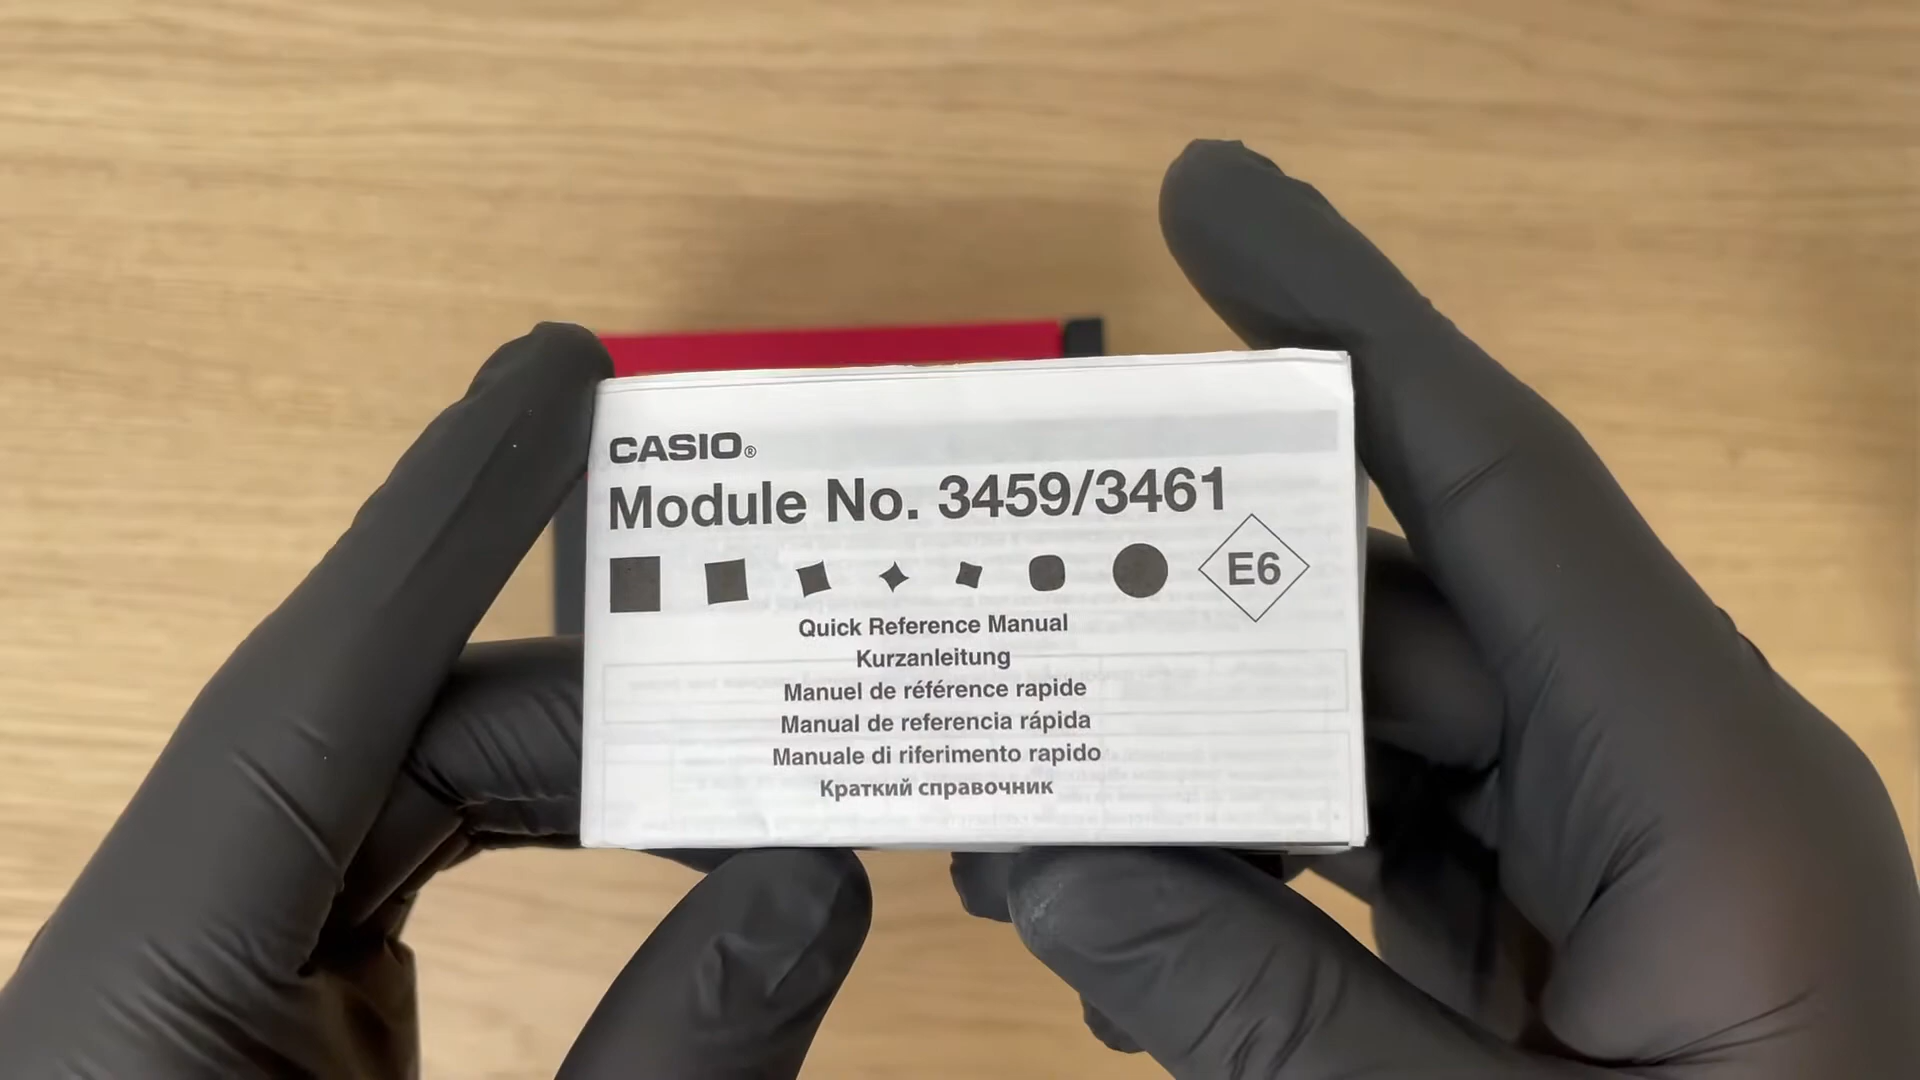 CASIO®
Module No. 3459/3461
E6
Quick Reference Manual
Kurzanleitung
Manuel de référence rapide
Manual de referencia rápida
Manuale di riferimento rapido
Краткий справочник